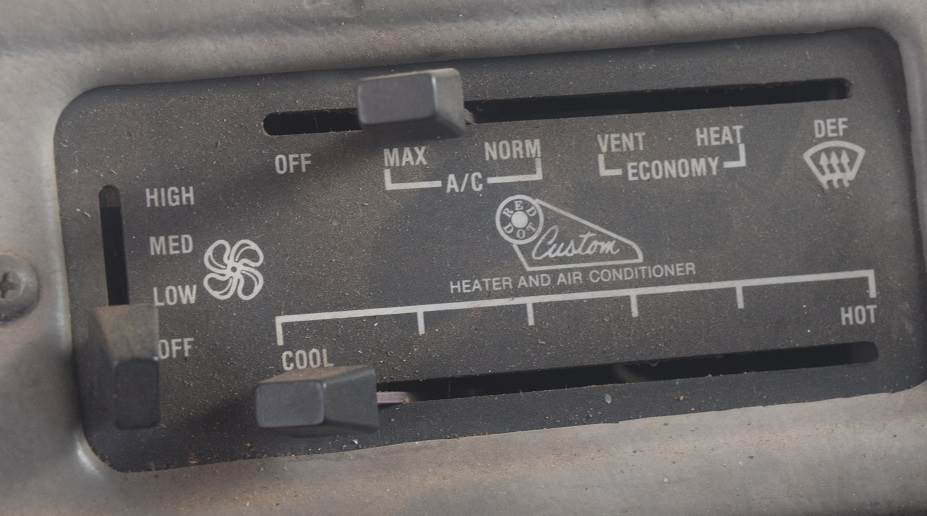 OFF MAX NORM VENT HEAT DEF
A/C ECONOMY
HIGH
MED
LOW
OFF
RED DOT
Custom
HEATER AND AIR CONDITIONER
COOL HOT